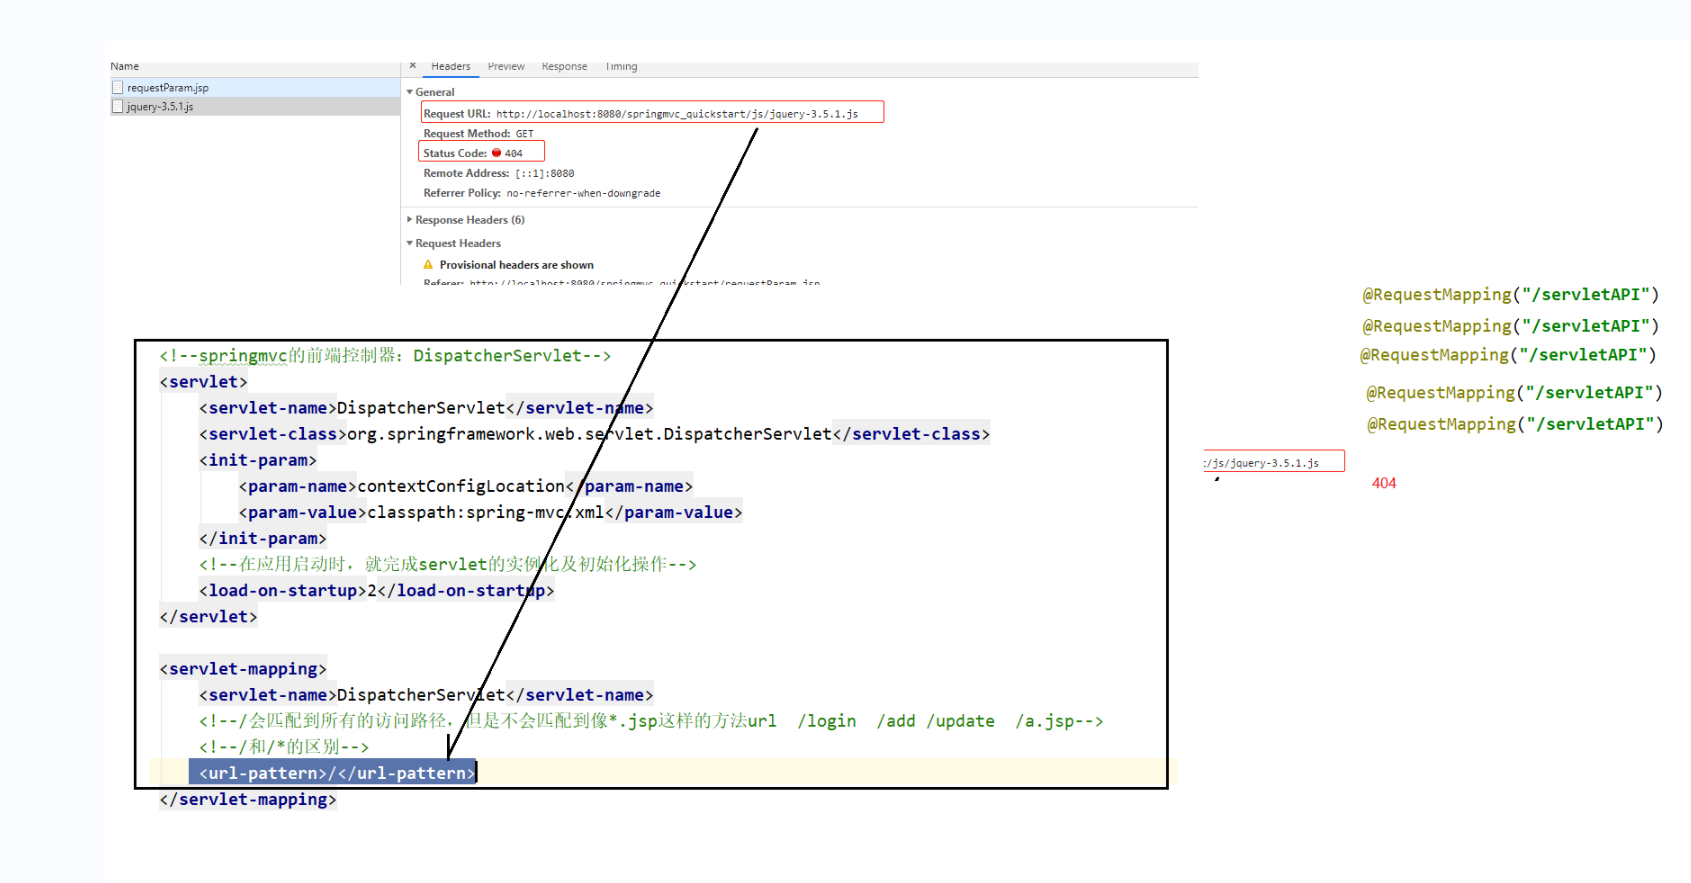 Name
× Headers Preview Response Timing
requestParam.jsp
jquery-3.5.1.js
General
Request URL: http://localhost:8080/springmvc_quickstart/js/jquery-3.5.1.js
Request Method: GET
Status Code: 404
Remote Address: [::1]:8080
Referrer Policy: no-referrer-when-downgrade
Response Headers (6)
Request Headers
Provisional headers are shown
Referer: http://localhost:8080/springmvc_quickstart/requestParam.jsp
@RequestMapping("/servletAPI")
@RequestMapping("/servletAPI")
@RequestMapping("/servletAPI")
@RequestMapping("/servletAPI")
@RequestMapping("/servletAPI")
:/js/jquery-3.5.1.js
404
<!--springmvc的前端控制器：DispatcherServlet-->
<servlet>
<servlet-name>DispatcherServlet</servlet-name>
<servlet-class>org.springframework.web.servlet.DispatcherServlet</servlet-class>
<init-param>
<param-name>contextConfigLocation</param-name>
<param-value>classpath:spring-mvc.xml</param-value>
</init-param>
<!--在应用启动时，就完成servlet的实例化及初始化操作-->
<load-on-startup>2</load-on-startup>
</servlet>
<servlet-mapping>
<servlet-name>DispatcherServlet</servlet-name>
<!--/会匹配到所有的访问路径，但是不会匹配到像*.jsp这样的方法url /login /add /update /a.jsp-->
<!--/和/*的区别-->
<url-pattern>/</url-pattern>
</servlet-mapping>